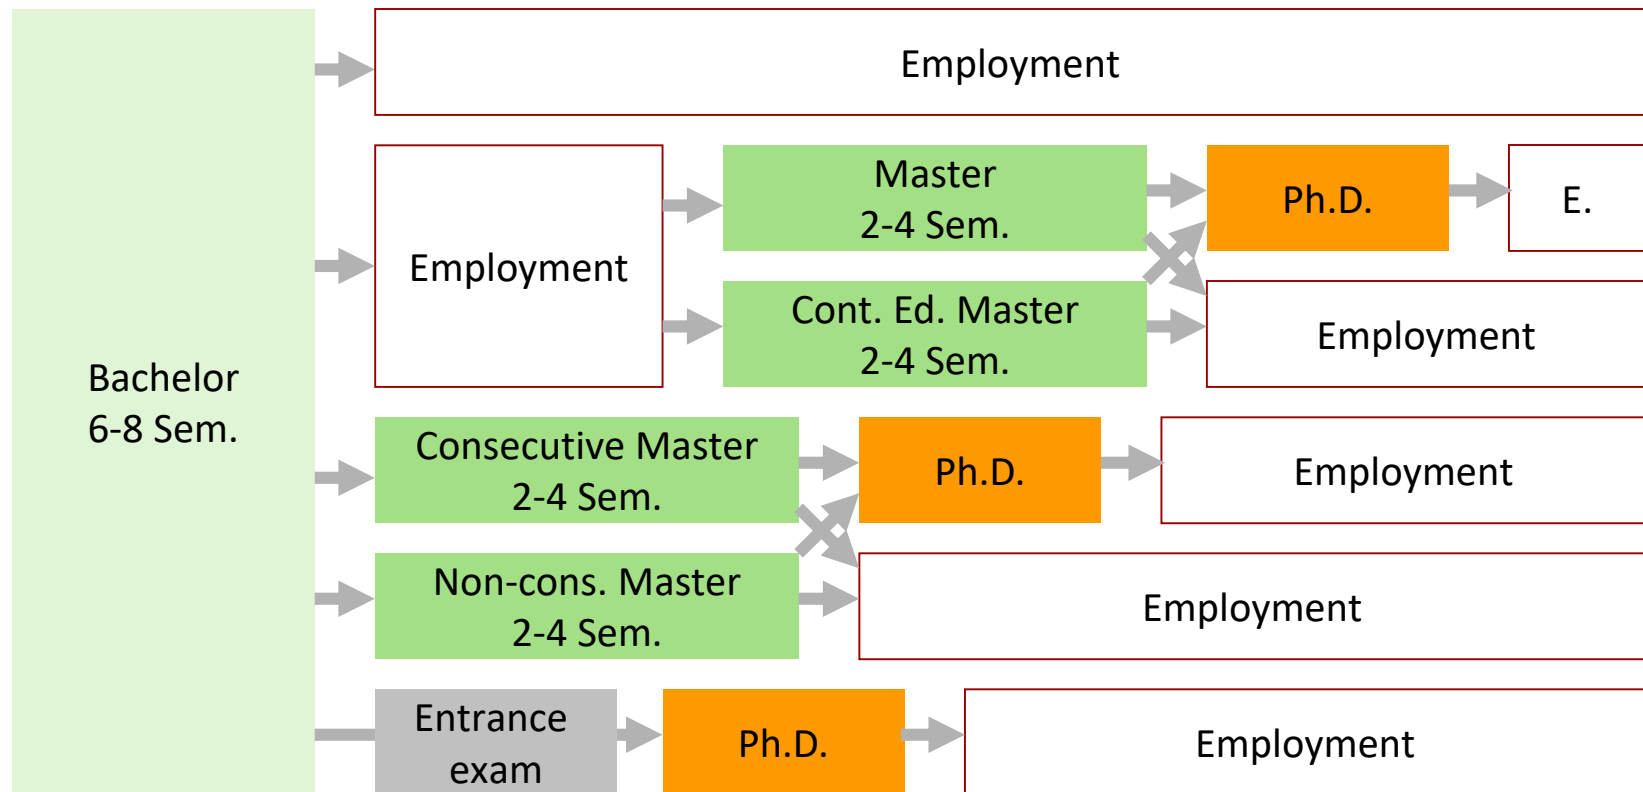 Bachelor
6-8 Sem.
Employment
Employment
Master
2-4 Sem.
Ph.D.
E.
Cont. Ed. Master
2-4 Sem.
Employment
Consecutive Master
2-4 Sem.
Ph.D.
Employment
Non-cons. Master
2-4 Sem.
Employment
Entrance
exam
Ph.D.
Employment